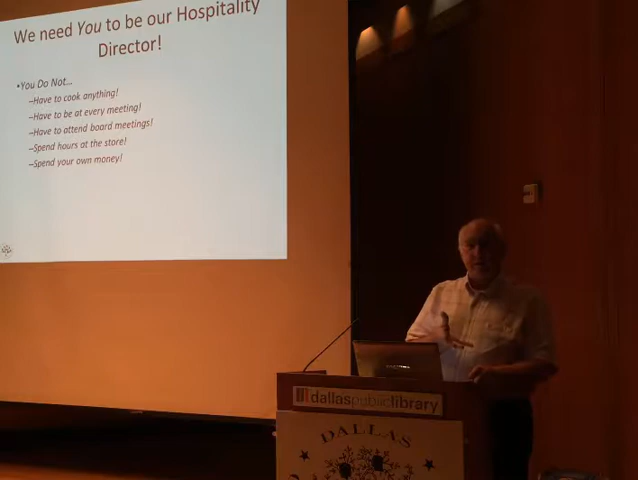 We need You to be our Hospitality
Director!
•You Do Not...
–Have to cook anything!
–Have to be at every meeting!
–Have to attend board meetings!
–Spend hours at the store!
–Spend your own money!
dallaspubliclibrary
DALLAS